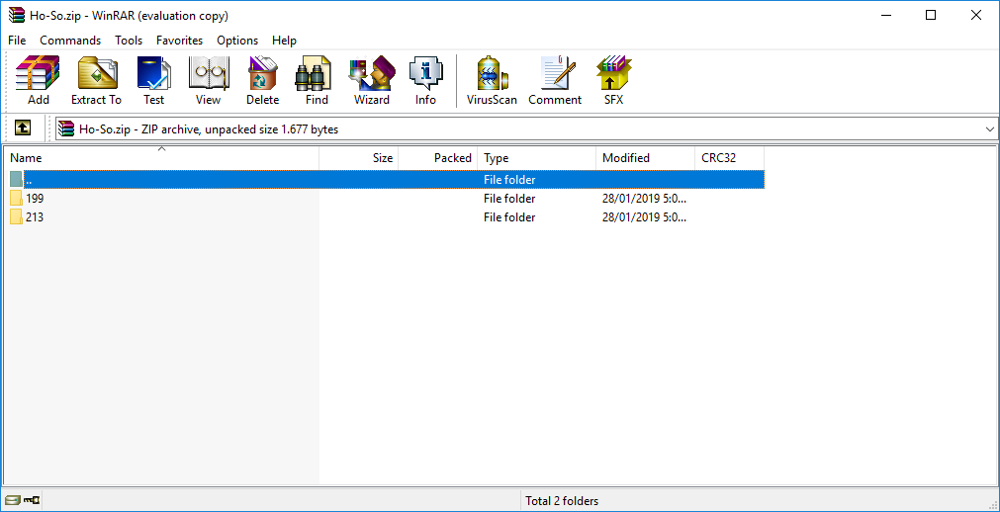 Ho-So.zip - WinRAR (evaluation copy)
File Commands Tools Favorites Options Help
Add Extract To Test View Delete Find Wizard Info VirusScan Comment SFX
Ho-So.zip - ZIP archive, unpacked size 1.677 bytes
Name Size Packed Type Modified CRC32
.. File folder
199 File folder 28/01/2019 5:0...
213 File folder 28/01/2019 5:0...
Total 2 folders